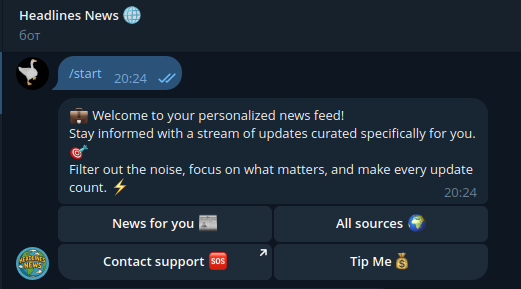 Headlines News 🌐
бот
/start 20:24
💼 Welcome to your personalized news feed!
Stay informed with a stream of updates curated specifically for you.
🎯
Filter out the noise, focus on what matters, and make every update
count. ⚡ 20:24
News for you 📰
All sources 🌍
Contact support 🆘
Tip Me 💰
HEADLINES
NEWS